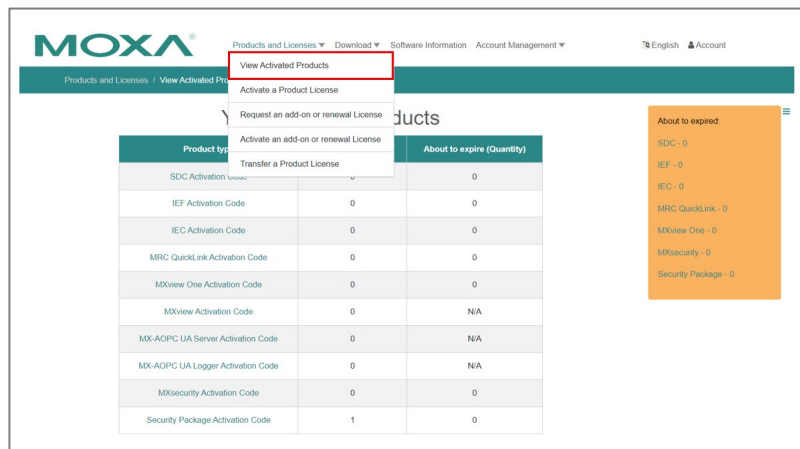 MOXA®
Products and Licenses ▼ Download ▼ Software Information Account Management ▼ English Account
View Activated Products
Products and Licenses / View Activated Pro
Activate a Product License
Request an add-on or renewal License
Activate an add-on or renewal License
Transfer a Product License
Y ducts
Product typ About to expire (Quantity)
SDC Activation 0 0
IEF Activation Code 0 0
IEC Activation Code 0 0
MRC QuickLink Activation Code 0 0
MXview One Activation Code 0 0
MXview Activation Code 0 N/A
MX-AOPC UA Server Activation Code 0 N/A
MX-AOPC UA Logger Activation Code 0 N/A
MXsecurity Activation Code 0 0
Security Package Activation Code 1 0
About to expired:
SDC - 0
IEF - 0
IEC - 0
MRC QuickLink - 0
MXview One - 0
MXsecurity - 0
Security Package - 0